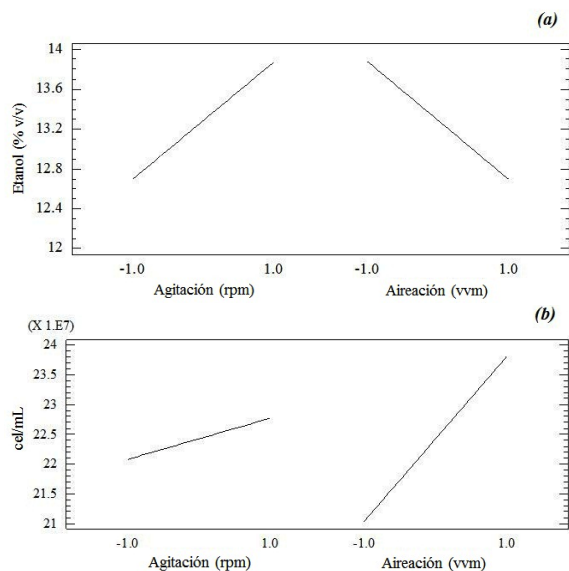 (a)
14
13.6
13.2
12.8
12.4
12
Etanol (% v/v)
-1.0 1.0 -1.0 1.0
Agitación (rpm) Aireación (vvm)
(b)
(X 1.E7)
24
23.5
23
22.5
22
21.5
21
cel/mL
-1.0 1.0 -1.0 1.0
Agitación (rpm) Aireación (vvm)